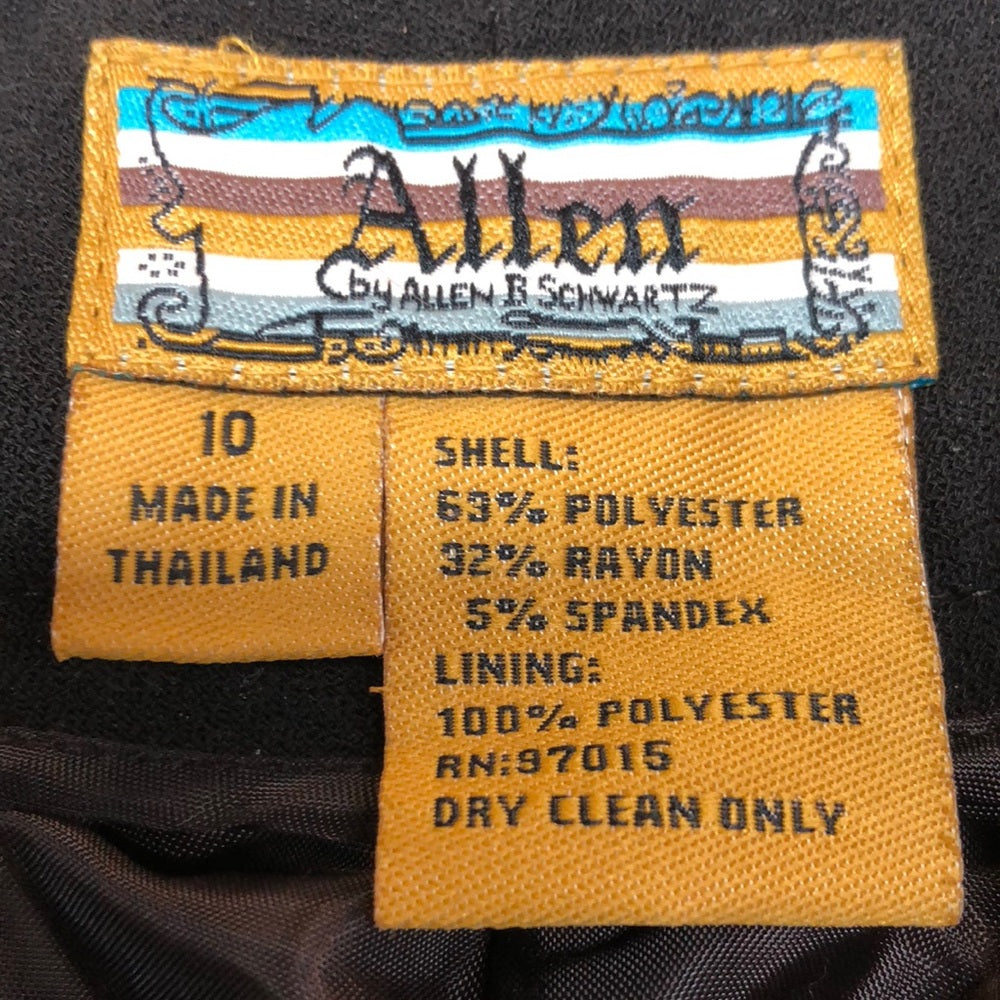 Allen
by ALLEN B SCHWARTZ
10
MADE IN
THAILAND
SHELL:
63% POLYESTER
32% RAYON
5% SPANDEX
LINING:
100% POLYESTER
RN:97015
DRY CLEAN ONLY